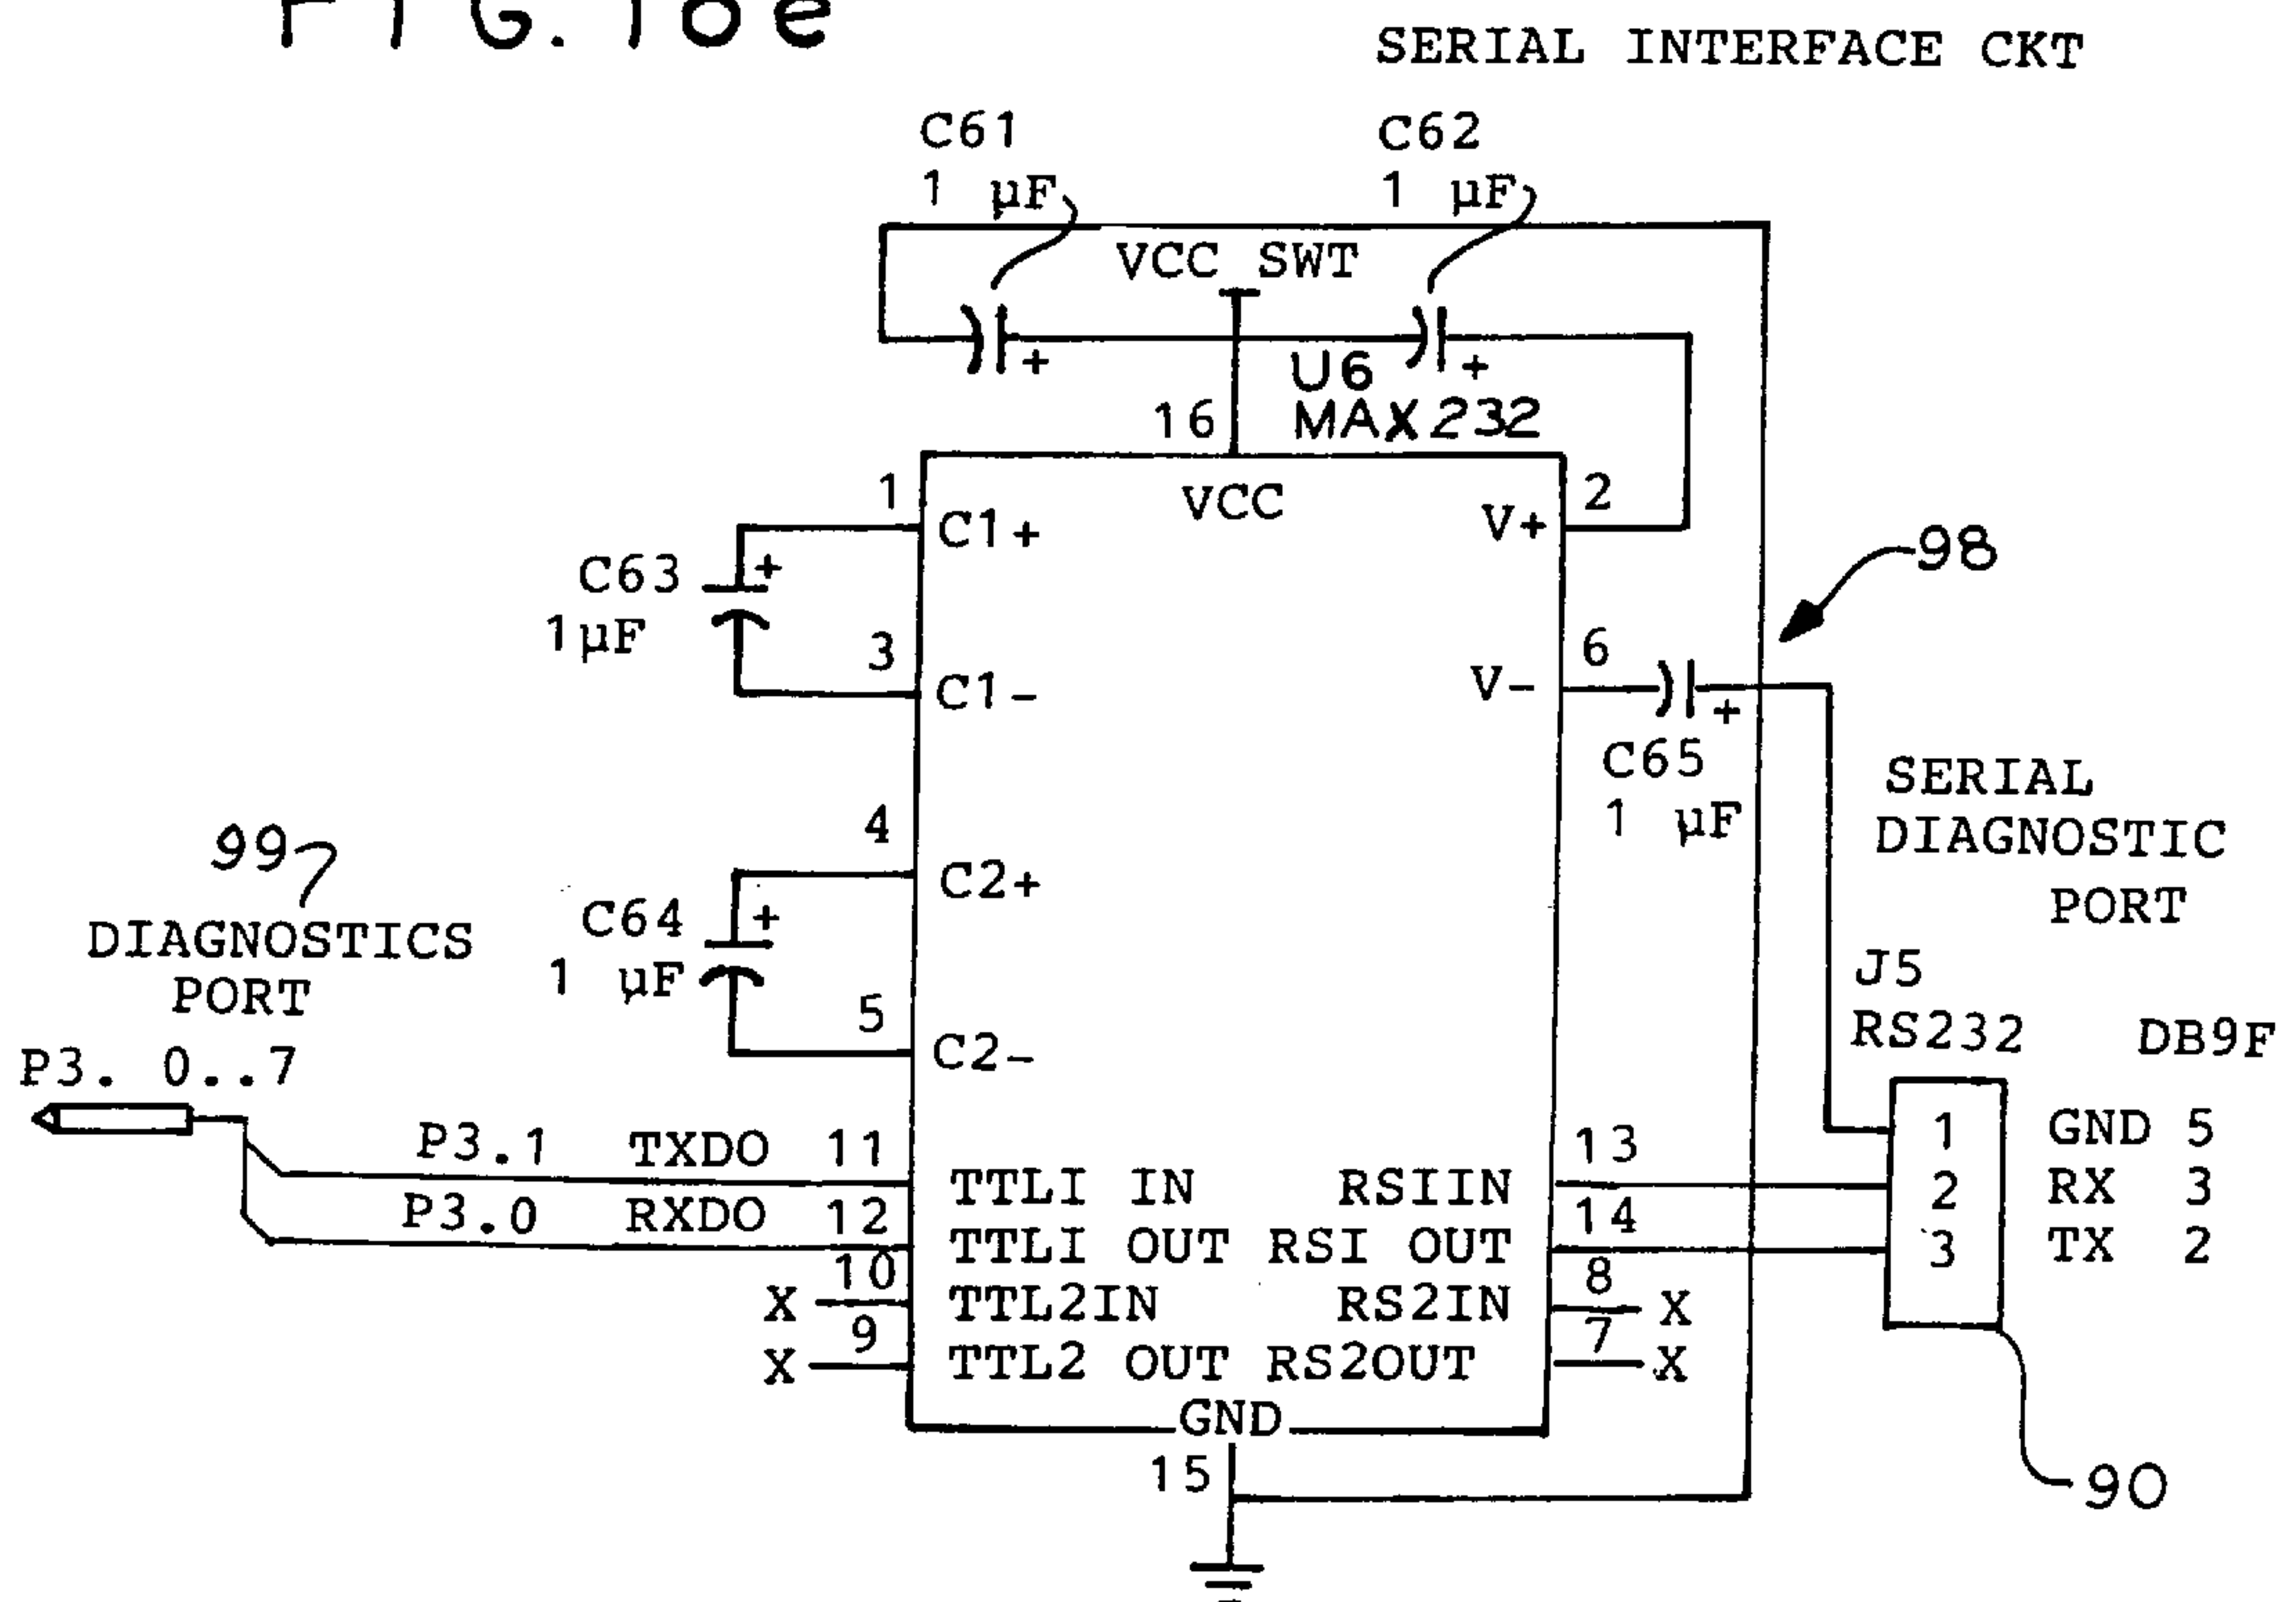 FIG. 18e
SERIAL INTERFACE CKT
C61
1 µF
C62
1 µF
VCC SWT
+
+
U6
MAX232
16
1
VCC
2
C1+
V+
C63
1µF
+
98
3
6
C1-
V-
+
C65
1 µF
SERIAL
DIAGNOSTIC
PORT
4
C2+
99
DIAGNOSTICS
PORT
C64
1 µF
+
J5
RS232
DB9F
5
C2-
P3. 0..7
P3.1 TXDO 11
TTLI IN RSIIN
13
1 GND 5
P3.0 RXDO 12
TTLI OUT RSI OUT
14
2 RX 3
3 TX 2
10
X TTL2IN RS2IN X
8
9
X TTL2 OUT RS2OUT X
7
GND
15
90